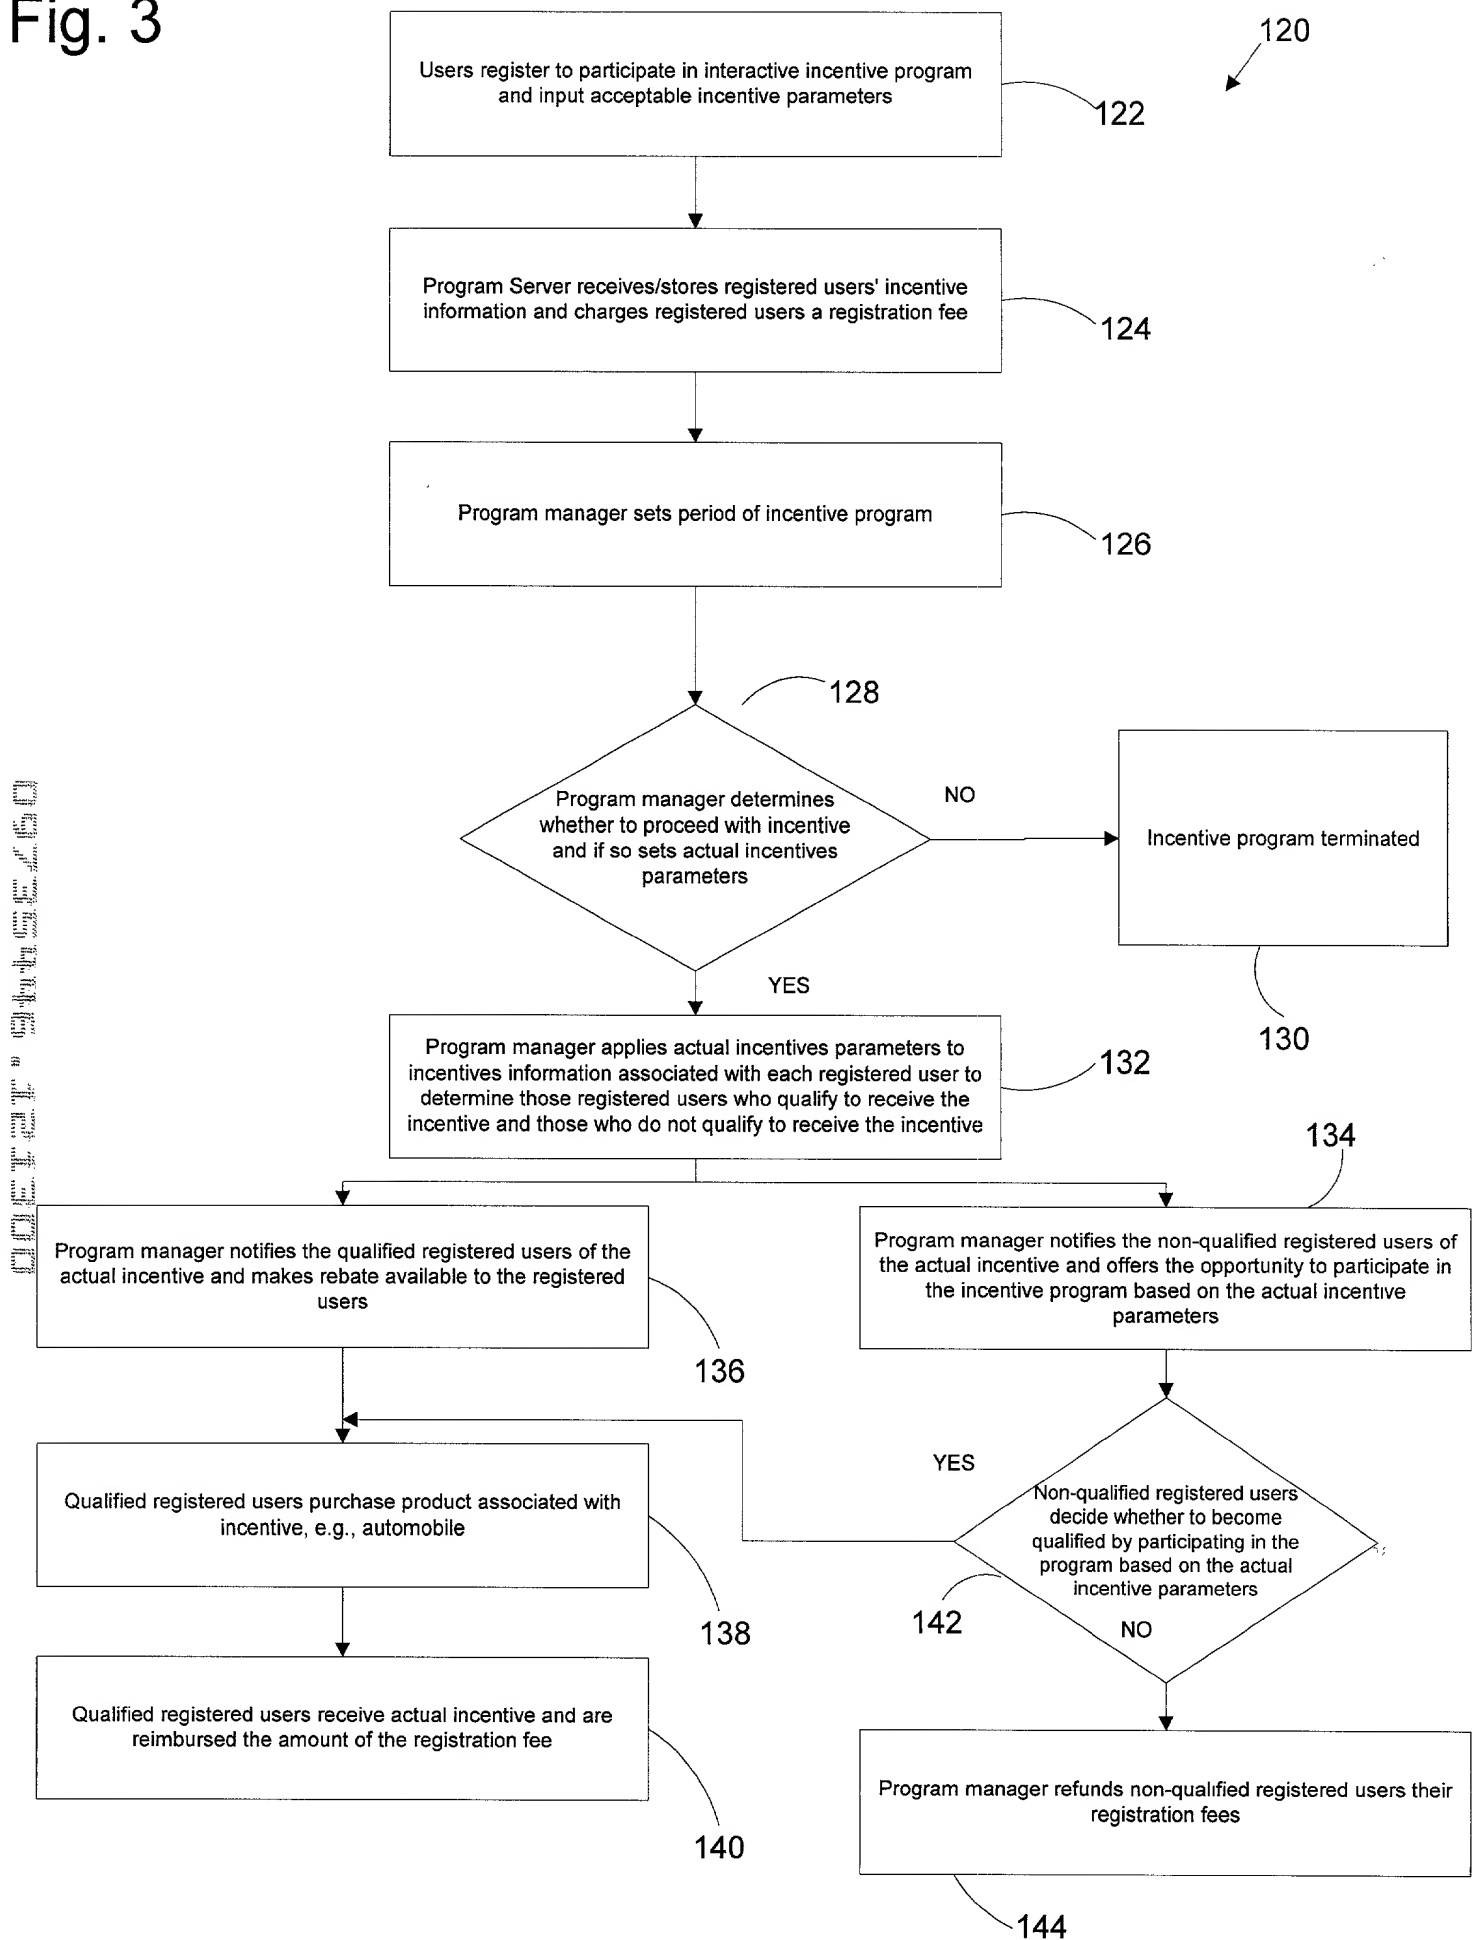 Fig. 3
120
Users register to participate in interactive incentive program
and input acceptable incentive parameters
122
Program Server receives/stores registered users' incentive
information and charges registered users a registration fee
124
Program manager sets period of incentive program
126
128
Program manager determines
whether to proceed with incentive
and if so sets actual incentives
parameters
NO
Incentive program terminated
130
YES
Program manager applies actual incentives parameters to
incentives information associated with each registered user to
determine those registered users who qualify to receive the
incentive and those who do not qualify to receive the incentive
132
134
Program manager notifies the qualified registered users of the
actual incentive and makes rebate available to the registered
users
136
Program manager notifies the non-qualified registered users of
the actual incentive and offers the opportunity to participate in
the incentive program based on the actual incentive
parameters
YES
Non-qualified registered users
decide whether to become
qualified by participating in the
program based on the actual
incentive parameters
142
NO
Qualified registered users purchase product associated with
incentive, e.g., automobile
138
Qualified registered users receive actual incentive and are
reimbursed the amount of the registration fee
140
Program manager refunds non-qualified registered users their
registration fees
144